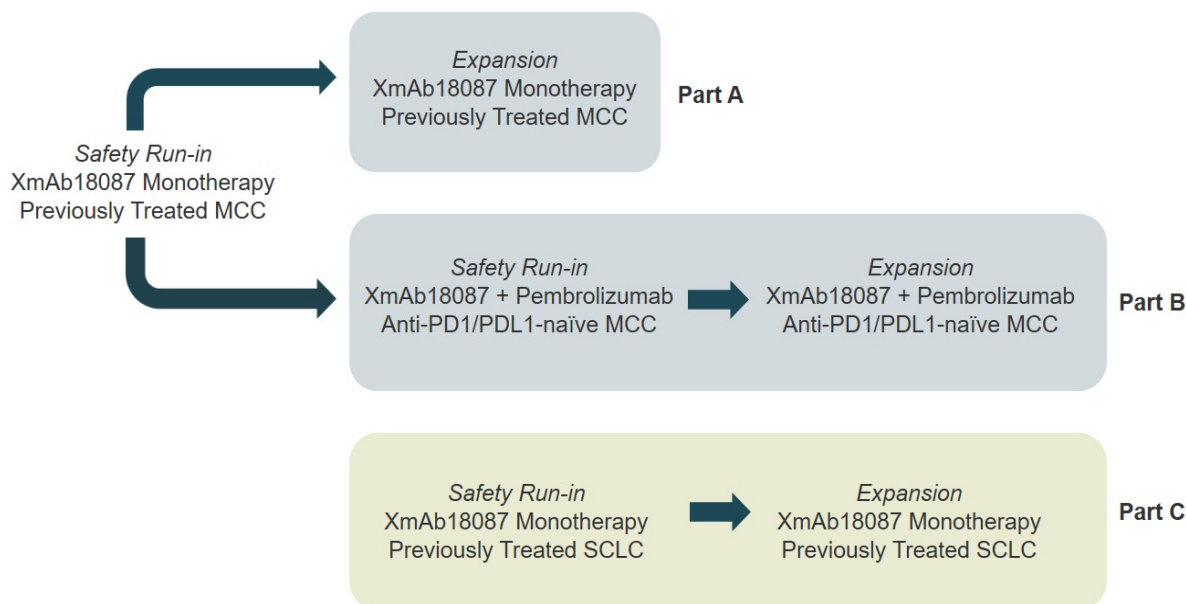 Expansion
XmAb18087 Monotherapy
Previously Treated MCC
Part A
Safety Run-in
XmAb18087 Monotherapy
Previously Treated MCC
Safety Run-in
XmAb18087 + Pembrolizumab
Anti-PD1/PDL1-naïve MCC
Expansion
XmAb18087 + Pembrolizumab
Anti-PD1/PDL1-naïve MCC
Part B
Safety Run-in
XmAb18087 Monotherapy
Previously Treated SCLC
Expansion
XmAb18087 Monotherapy
Previously Treated SCLC
Part C